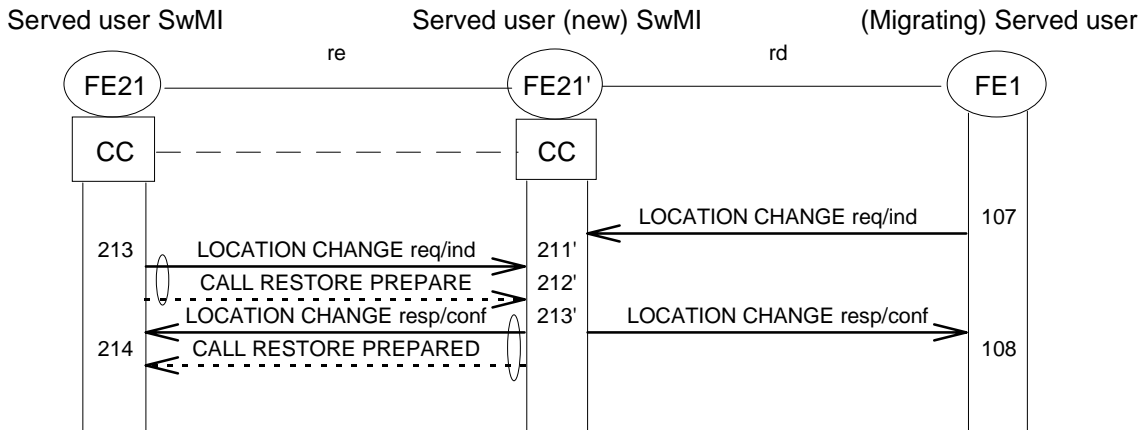 Served user SwMI Served user (new) SwMI (Migrating) Served user
re rd
FE21 FE21' FE1
CC CC
LOCATION CHANGE req/ind 107
213 LOCATION CHANGE req/ind 211'
CALL RESTORE PREPARE 212'
LOCATION CHANGE resp/conf 213' LOCATION CHANGE resp/conf
214 CALL RESTORE PREPARED 108